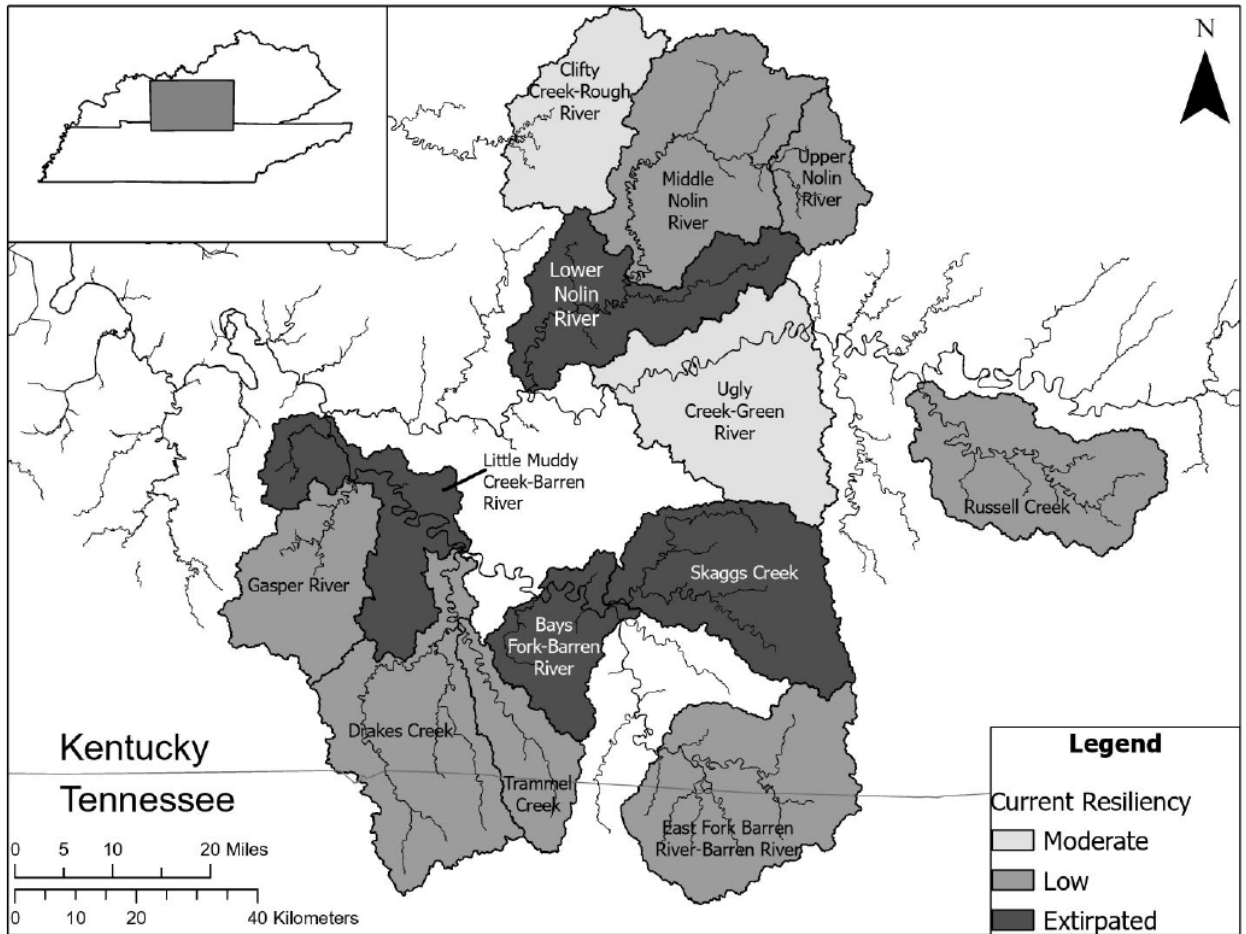 N
Clifty
Creek-Rough
River
Middle
Nolin
River
Upper
Nolin
River
Lower
Nolin
River
Ugly
Creek-Green
River
Little Muddy
Creek-Barren
River
Russell Creek
Gasper River
Skaggs Creek
Bays
Fork-Barren
River
Drakes Creek
Trammel
Creek
East Fork Barren
River-Barren River
Kentucky
Tennessee
0 5 10 20 Miles
0 10 20 40 Kilometers
Legend
Current Resiliency
Moderate
Low
Extirpated